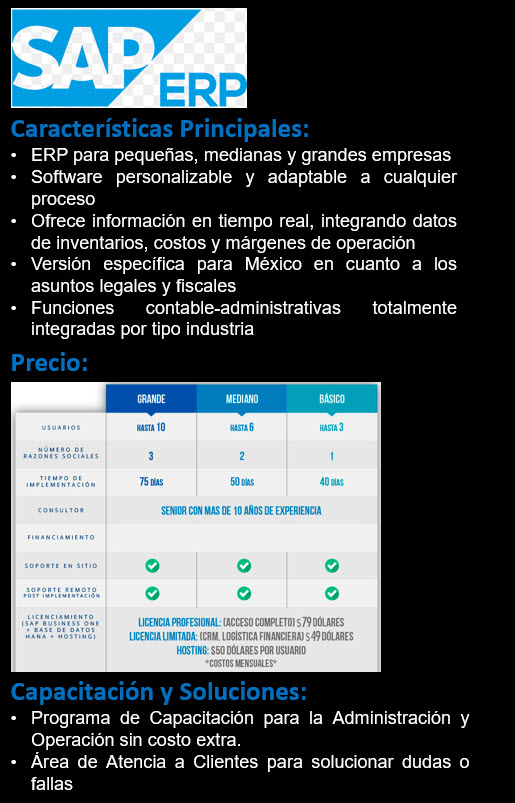 SAP
ERP
Características Principales:
• ERP para pequeñas, medianas y grandes empresas
• Software personalizable y adaptable a cualquier
proceso
• Ofrece información en tiempo real, integrando datos
de inventarios, costos y márgenes de operación
• Versión específica para México en cuanto a los
asuntos legales y fiscales
• Funciones contable-administrativas totalmente
integradas por tipo industria
Precio:
GRANDE MEDIANO BÁSICO
USUARIOS HASTA 10 HASTA 6 HASTA 3
NÚMERO DE
RAZONES SOCIALES 3 2 1
TIEMPO DE
IMPLEMENTACIÓN 75 DÍAS 50 DÍAS 40 DÍAS
CONSULTOR SENIOR CON MAS DE 10 AÑOS DE EXPERIENCIA
FINANCIAMIENTO
SOPORTE EN SITIO
SOPORTE REMOTO
POST IMPLEMENTACIÓN
LICENCIAMIENTO
(SAP BUSINESS ONE
+ BASE DE DATOS
HANA + HOSTING)
LICENCIA PROFESIONAL: (ACCESO COMPLETO) $79 DÓLARES
LICENCIA LIMITADA: (CRM, LOGÍSTICA FINANCIERA) $49 DÓLARES
HOSTING: $50 DÓLARES POR USUARIO
*COSTOS MENSUALES*
Capacitación y Soluciones:
• Programa de Capacitación para la Administración y
Operación sin costo extra.
• Área de Atencia a Clientes para solucionar dudas o
fallas